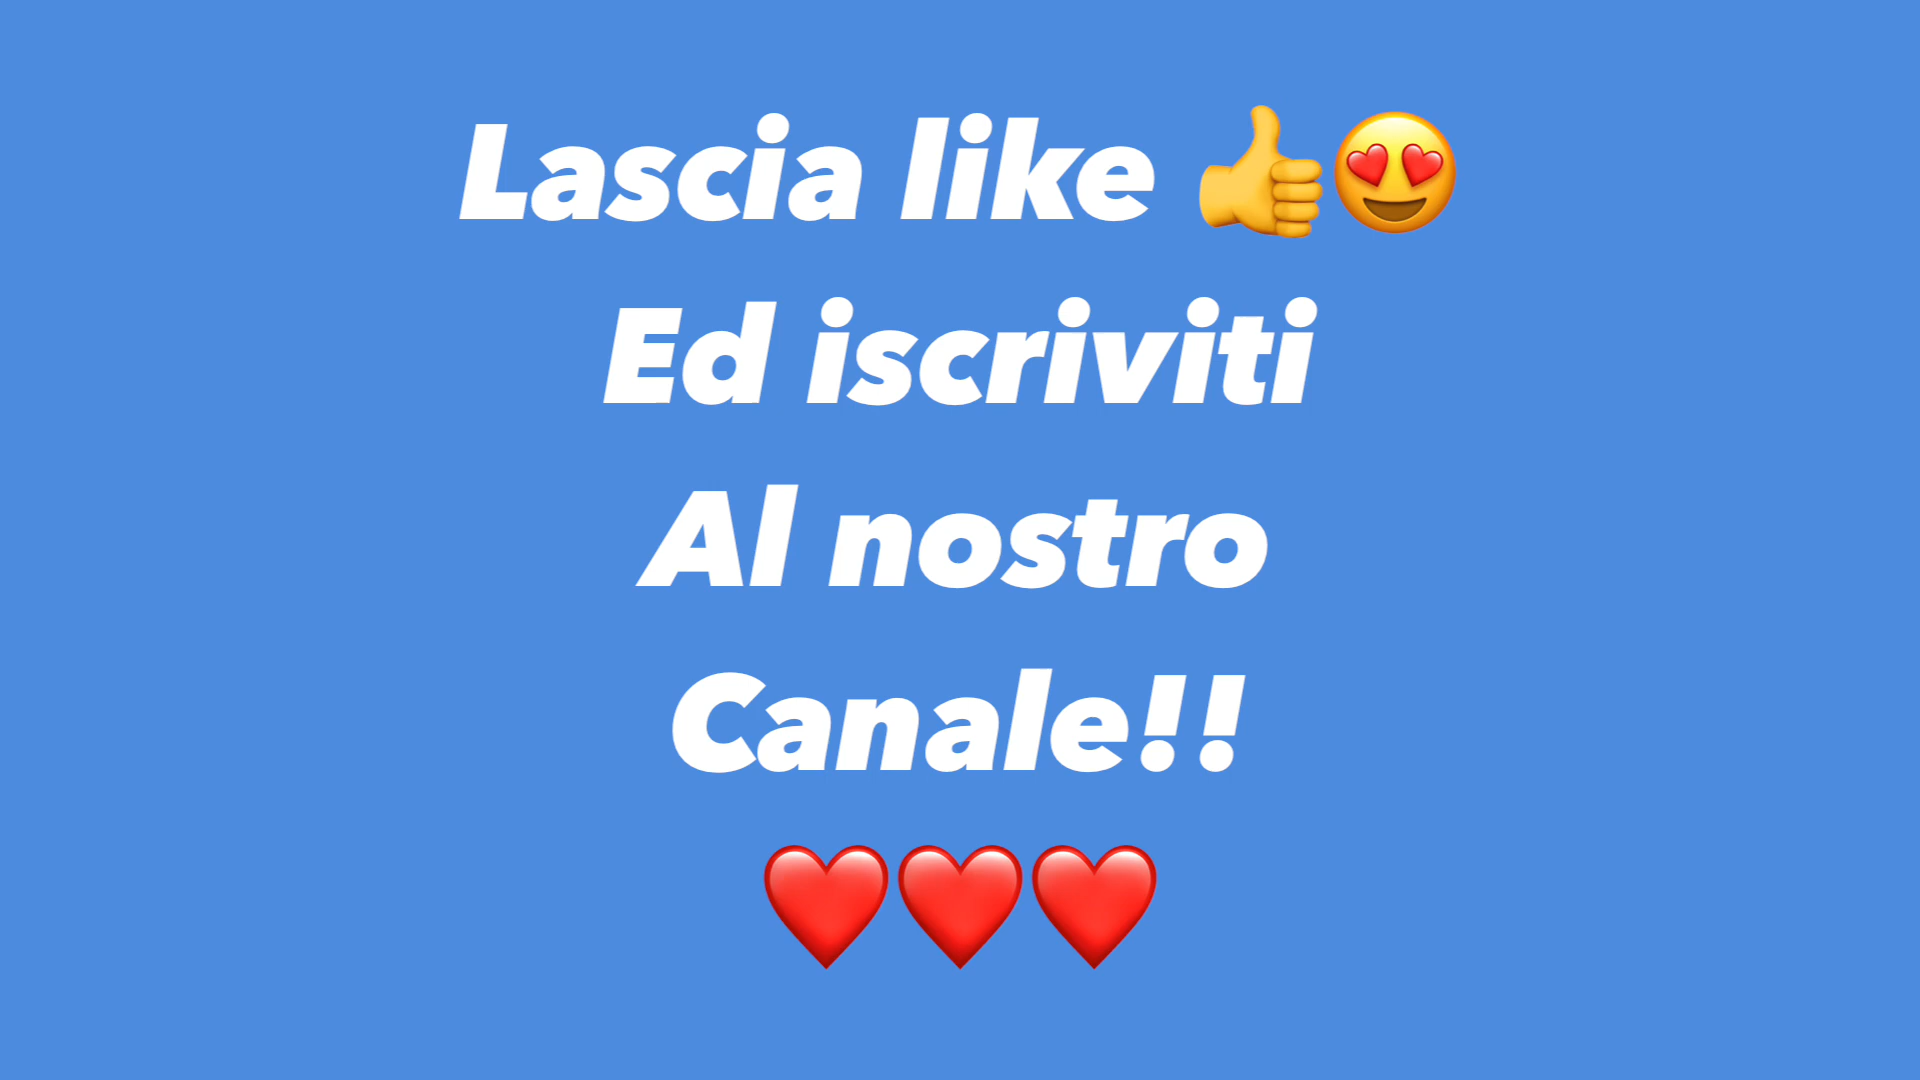 Lascia like 👍😍
Ed iscriviti
Al nostro
Canale!!
❤️❤️❤️